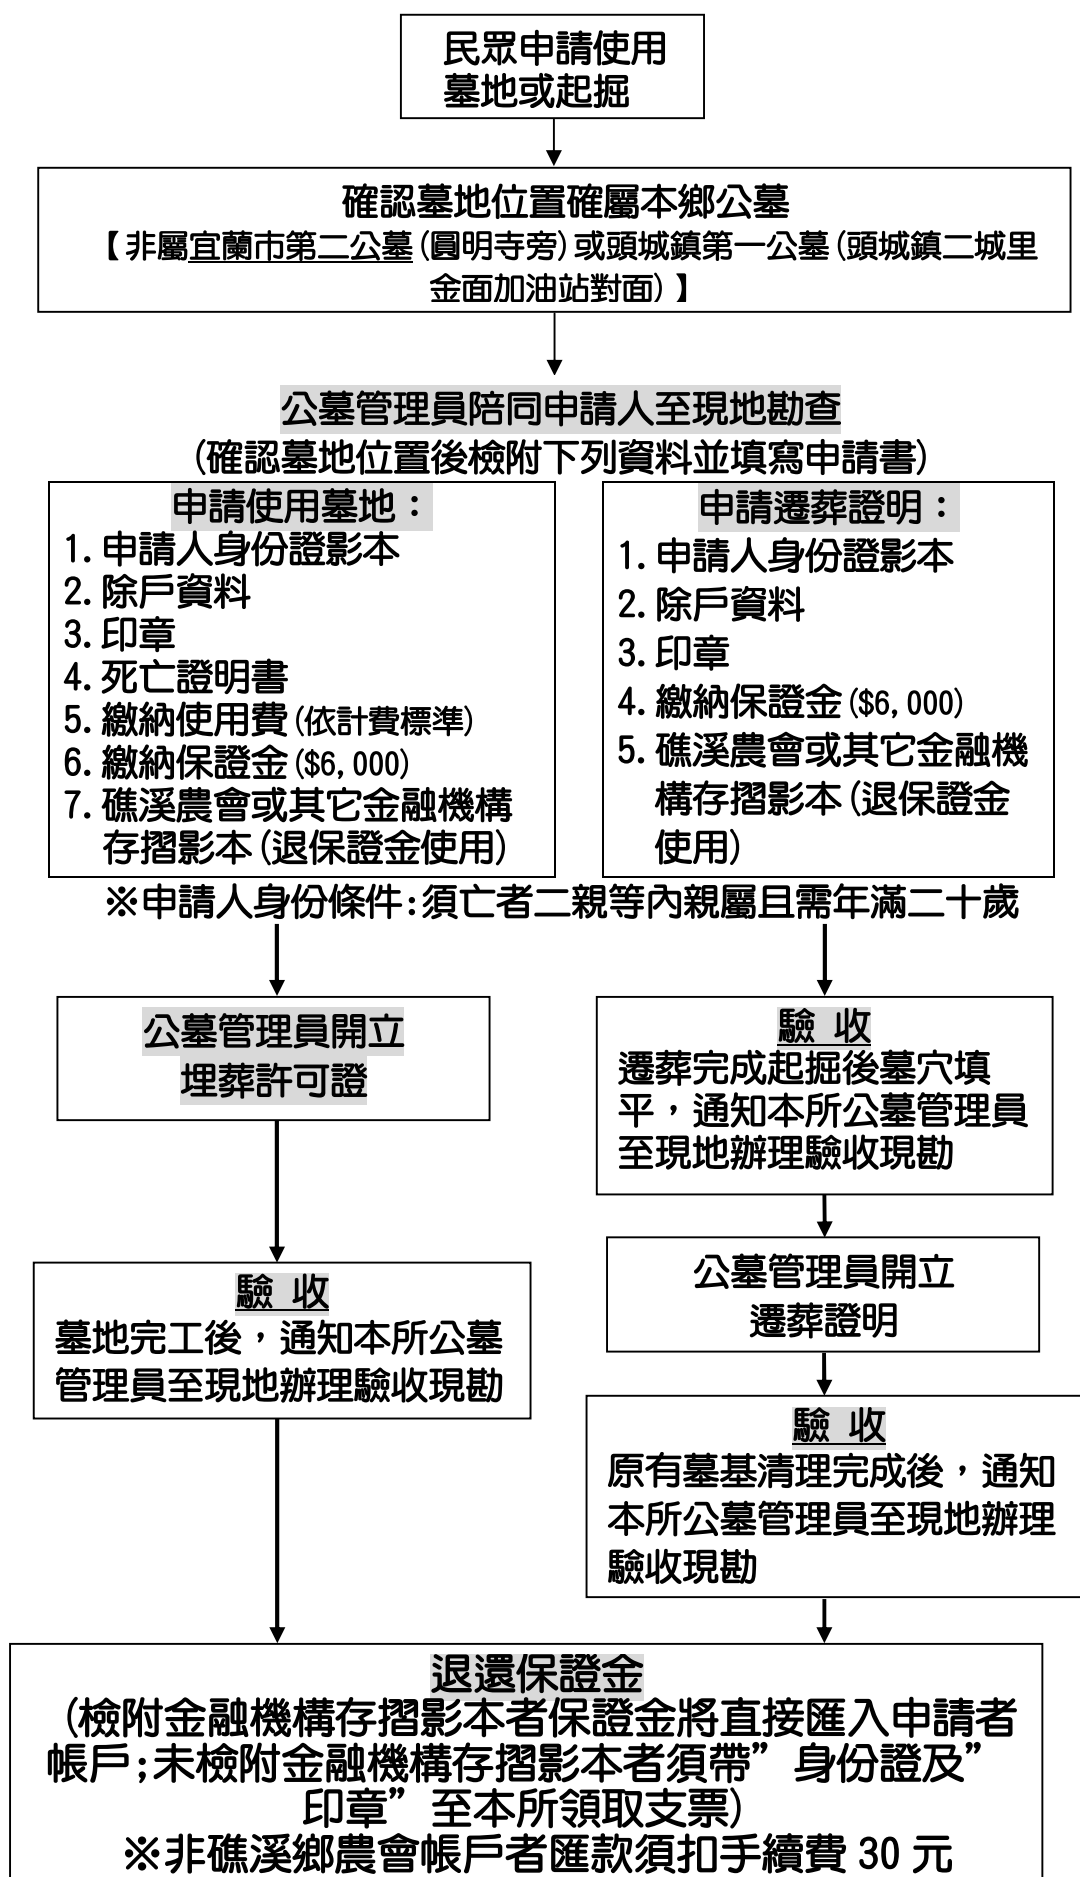 民眾申請使用
墓地或起掘
確認墓地位置確屬本鄉公墓
【非屬宜蘭市第二公墓(圓明寺旁)或頭城鎮第一公墓(頭城鎮二城里
金面加油站對面)】
公墓管理員陪同申請人至現地勘查
(確認墓地位置後檢附下列資料並填寫申請書)
申請使用墓地：
1.申請人身份證影本
2.除戶資料
3.印章
4.死亡證明書
5.繳納使用費(依計費標準)
6.繳納保證金($6,000)
7.礁溪農會或其它金融機構
存摺影本(退保證金使用)
申請遷葬證明：
1.申請人身份證影本
2.除戶資料
3.印章
4.繳納保證金($6,000)
5.礁溪農會或其它金融機
構存摺影本(退保證金
使用)
※申請人身份條件:須亡者二親等內親屬且需年滿二十歲
公墓管理員開立
埋葬許可證
驗 收
墓地完工後，通知本所公墓
管理員至現地辦理驗收現勘
驗 收
遷葬完成起掘後墓穴填
平，通知本所公墓管理員
至現地辦理驗收現勘
公墓管理員開立
遷葬證明
驗 收
原有墓基清理完成後，通知
本所公墓管理員至現地辦理
驗收現勘
退還保證金
(檢附金融機構存摺影本者保證金將直接匯入申請者
帳戶;未檢附金融機構存摺影本者須帶”身份證及”
印章”至本所領取支票)
※非礁溪鄉農會帳戶者匯款須扣手續費 30 元